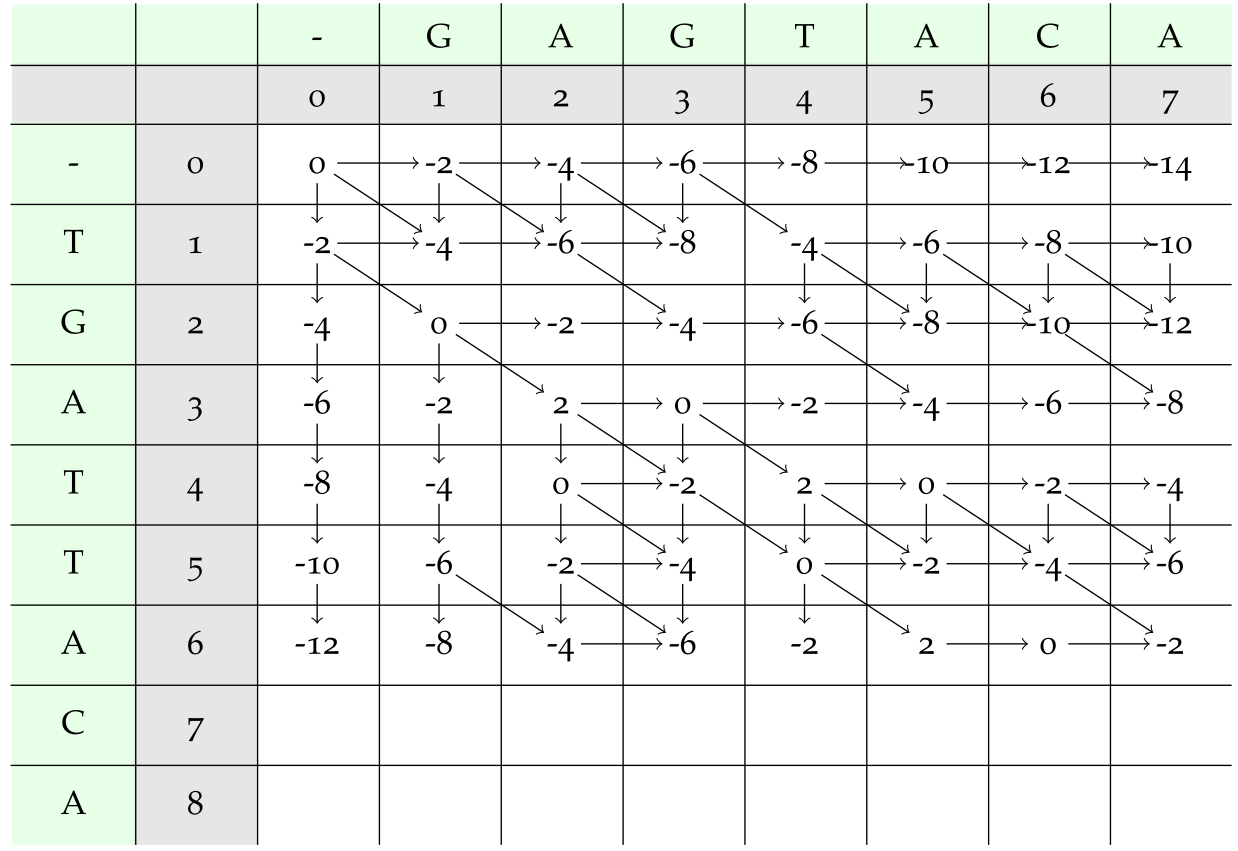 - G A G T A C A
0 1 2 3 4 5 6 7
- 0 0 -2 -4 -6 -8 -10 -12 -14
T 1 -2 -4 -6 -8 -4 -6 -8 -10
G 2 -4 0 -2 -4 -6 -8 -10 -12
A 3 -6 -2 2 0 -2 -4 -6 -8
T 4 -8 -4 0 -2 2 0 -2 -4
T 5 -10 -6 -2 -4 0 -2 -4 -6
A 6 -12 -8 -4 -6 -2 2 0 -2
C 7
A 8